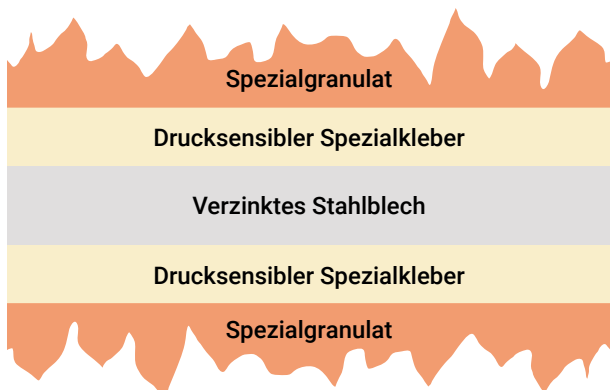 Spezialgranulat
Drucksensibler Spezialkleber
Verzinktes Stahlblech
Drucksensibler Spezialkleber
Spezialgranulat